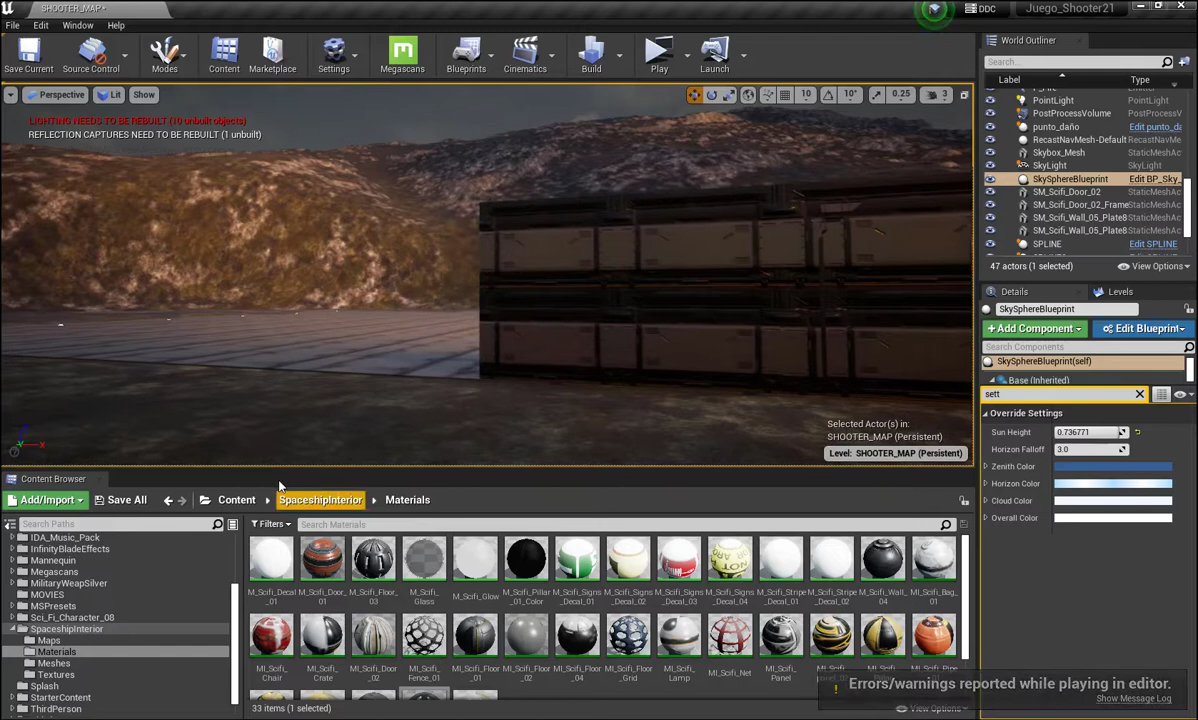 SHOOTER_MAP*
DDC
Juego_Shooter21
File Edit Window Help
Save Current
Source Control
Modes
Content
Marketplace
Settings
Megascans
Blueprints
Cinematics
Build
Play
Launch
Perspective
Lit
Show
10
10°
0.25
3
LIGHTING NEEDS TO BE REBUILT (10 unbuilt objects)
REFLECTION CAPTURES NEED TO BE REBUILT (1 unbuilt)
Selected Actor(s) in:
SHOOTER_MAP (Persistent)
Level: SHOOTER_MAP (Persistent)
World Outliner
Search...
Label Type
PointLight PointLight
PostProcessVolume PostProcessV
punto_daño Edit punto_da
RecastNavMesh-Default RecastNavMe
Skybox_Mesh StaticMeshAc
SkyLight SkyLight
SkySphereBlueprint Edit BP_Sky_
SM_Scifi_Door_02 StaticMeshAc
SM_Scifi_Door_02_Frame StaticMeshAc
SM_Scifi_Wall_05_Plate8 StaticMeshAc
SM_Scifi_Wall_05_Plate8 StaticMeshAc
SPLINE Edit SPLINE
47 actors (1 selected)
View Options
Details
Levels
SkySphereBlueprint
Add Component
Edit Blueprint
Search Components
SkySphereBlueprint(self)
Base (Inherited)
sett
Override Settings
Sun Height 0.736771
Horizon Falloff 3.0
Zenith Color
Horizon Color
Cloud Color
Overall Color
Content Browser
Add/Import
Save All
Content
SpaceshipInterior
Materials
Search Paths
Filters
Search Materials
IDA_Music_Pack
InfinityBladeEffects
Mannequin
Megascans
MilitaryWeapSilver
MOVIES
MSPresets
Sci_Fi_Character_08
SpaceshipInterior
Maps
Materials
Meshes
Textures
Splash
StarterContent
ThirdPerson
M_Scifi_Decal_01
M_Scifi_Door_01
M_Scifi_Floor_03
M_Scifi_Glass
M_Scifi_Glow
M_Scifi_Pillar_01_Color
M_Scifi_Signs_Decal_01
M_Scifi_Signs_Decal_02
M_Scifi_Signs_Decal_03
M_Scifi_Signs_Decal_04
M_Scifi_Stripe_Decal_01
M_Scifi_Stripe_Decal_02
M_Scifi_Wall_04
MI_Scifi_Bag_01
MI_Scifi_Chair
MI_Scifi_Crate
MI_Scifi_Door_02
MI_Scifi_Fence_01
MI_Scifi_Floor_01
MI_Scifi_Floor_02
MI_Scifi_Floor_04
MI_Scifi_Floor_Grid
MI_Scifi_Lamp
MI_Scifi_Net
MI_Scifi_Panel
33 items (1 selected)
View Options
Errors/warnings reported while playing in editor.
Show Message Log